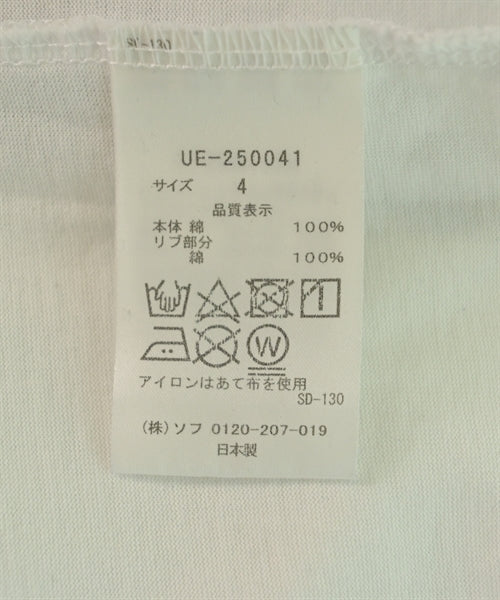 SD-130
UE-250041
サイズ 4
品質表示
本体 綿 100%
リブ部分
綿 100%
W
アイロンはあて布を使用
SD-130
(株)ソフ 0120-207-019
日本製